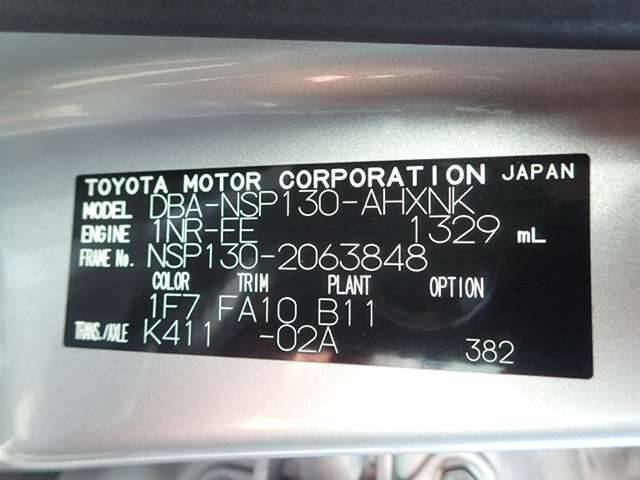 TOYOTA MOTOR CORPORATION JAPAN
MODEL DBA-NSP130-AHXNK
ENGINE 1NR-FE 1329 mL
FRAME No. NSP130-2063848
COLOR TRIM PLANT OPTION
1F7 FA10 B11
TRANS./AXLE K411 -02A
382